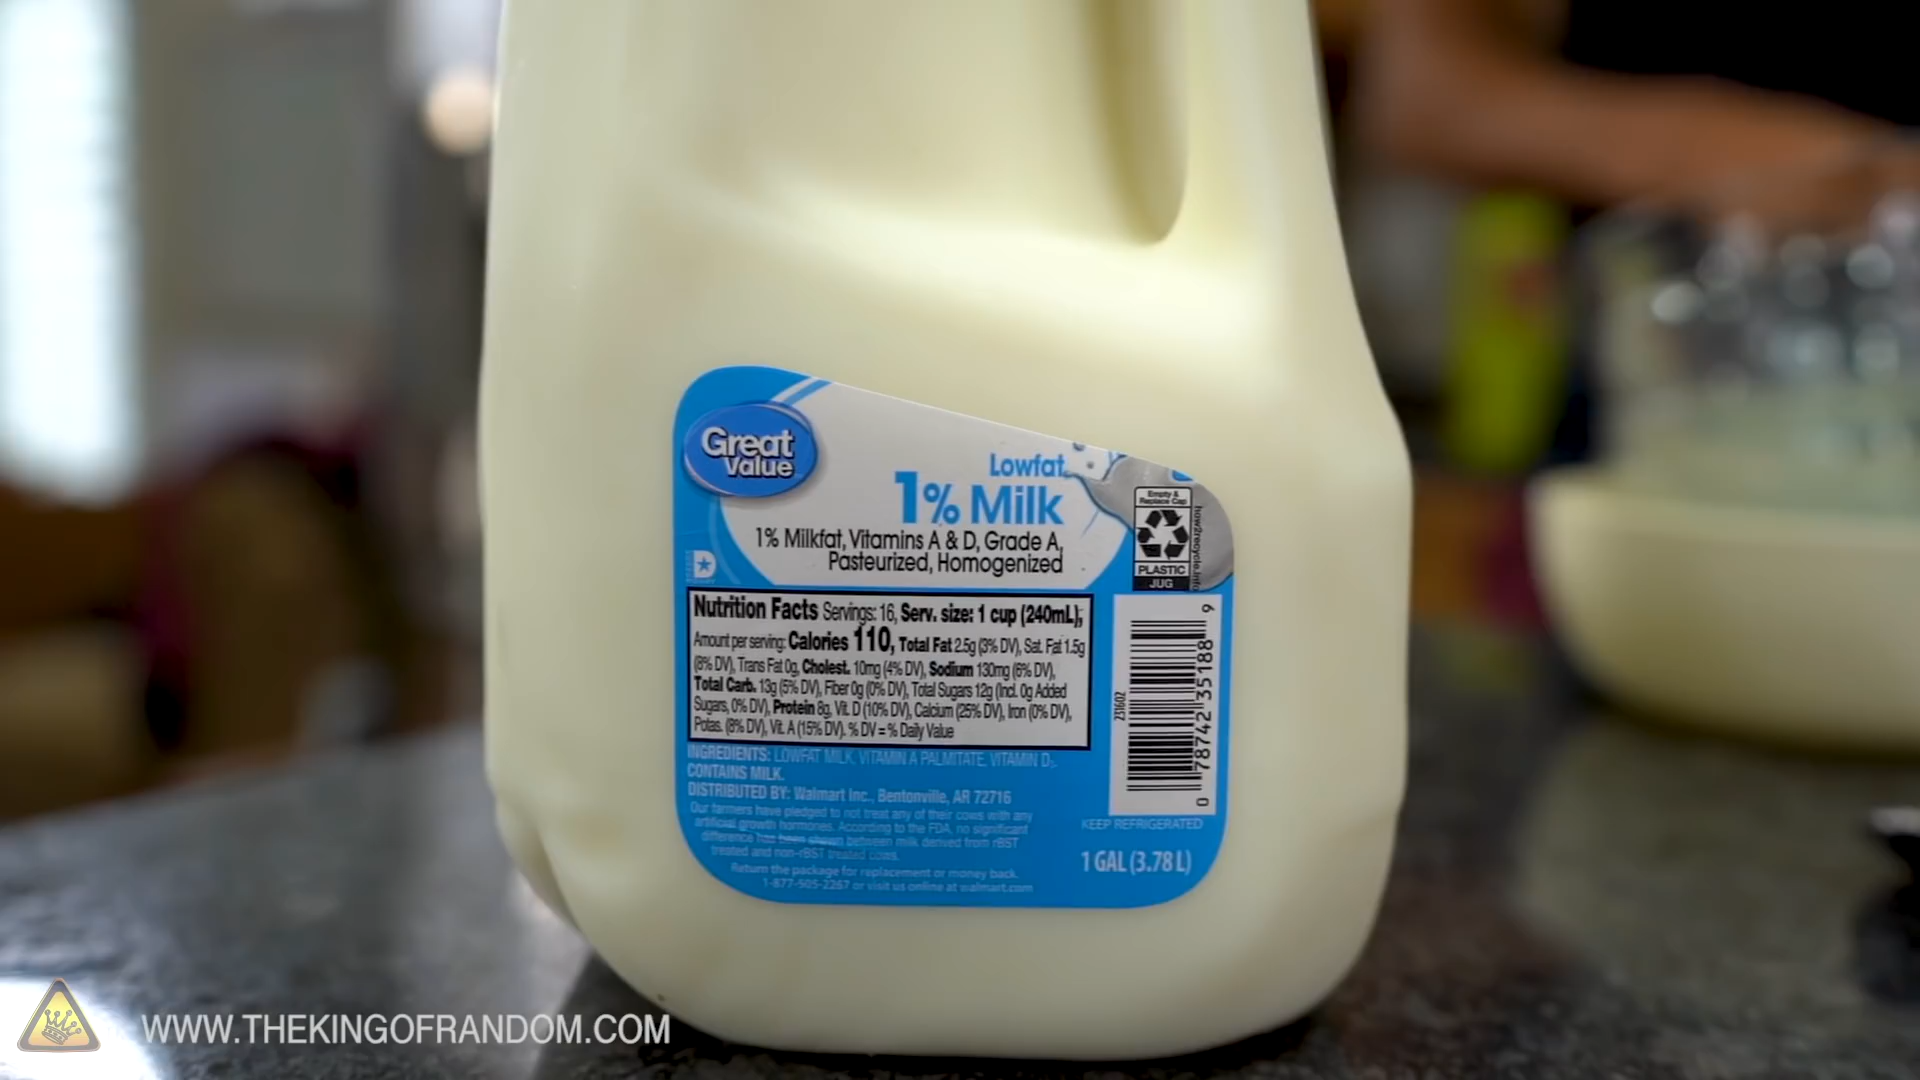 Great
Value
Lowfat
1% Milk
1% Milkfat, Vitamins A & D, Grade A,
Pasteurized, Homogenized
Empty &
Replace Cap
PLASTIC
JUG
how2recycle.info
Nutrition Facts Servings: 16, Serv. size: 1 cup (240mL),
Amount per serving: Calories 110, Total Fat 2.5g (3% DV), Sat. Fat 1.5g
(8% DV), Trans Fat 0g, Cholest. 10mg (4% DV), Sodium 130mg (6% DV),
Total Carb. 13g (5% DV), Fiber 0g (0% DV), Total Sugars 12g (Incl. 0g Added
Sugars, 0% DV), Protein 8g, Vit. D (10% DV), Calcium (25% DV), Iron (0% DV),
Potas. (8% DV), Vit. A (15% DV). % DV = % Daily Value
INGREDIENTS: LOWFAT MILK, VITAMIN A PALMITATE, VITAMIN D3.
CONTAINS MILK.
DISTRIBUTED BY: Walmart Inc., Bentonville, AR 72716
Our farmers have pledged to not treat any of their cows with any
artificial growth hormones. According to the FDA, no significant
difference has been shown between milk derived from rBST
treated and non-rBST treated cows.
Return the package for replacement or money back.
1-877-505-2267 or visit us online at walmart.com
231602
0 78742 35188 9
KEEP REFRIGERATED
1 GAL (3.78 L)
WWW.THEKINGOFRANDOM.COM